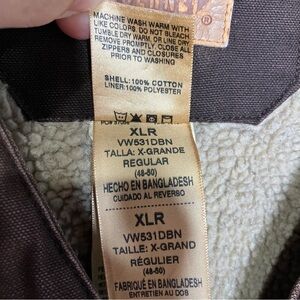 MACHINE WASH WARM WITH
LIKE COLORS. DO NOT BLEACH.
TUMBLE DRY WARM, OR LINE DRY
REMOVE PROMPTLY. CLOSE ALL
ZIPPERS AND CLOSURES
PRIOR TO WASH.
SHELL: 100% COTTON
LINER: 100% POLYESTER
XLR
VW531DBN
TALLA: X-GRANDE
REGULAR
(48-50)
HECHO EN BANGLADESH
CUIDADO AL REVERSO
XLR
VW531DBN
TAILLE: X-GRAND
RÉGULIER
(48-50)
FABRIQUÉ EN BANGLADESH
ENTRETIEN AU DOS